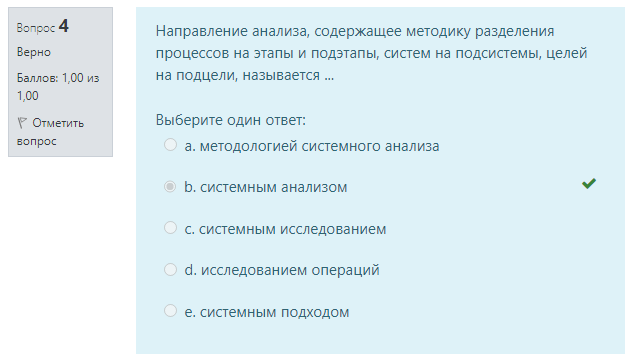 Вопрос 4
Верно
Баллов: 1,00 из
1,00
Отметить
вопрос
Направление анализа, содержащее методику разделения
процессов на этапы и подэтапы, систем на подсистемы, целей
на подцели, называется ...
Выберите один ответ:
a. методологией системного анализа
b. системным анализом
c. системным исследованием
d. исследованием операций
e. системным подходом